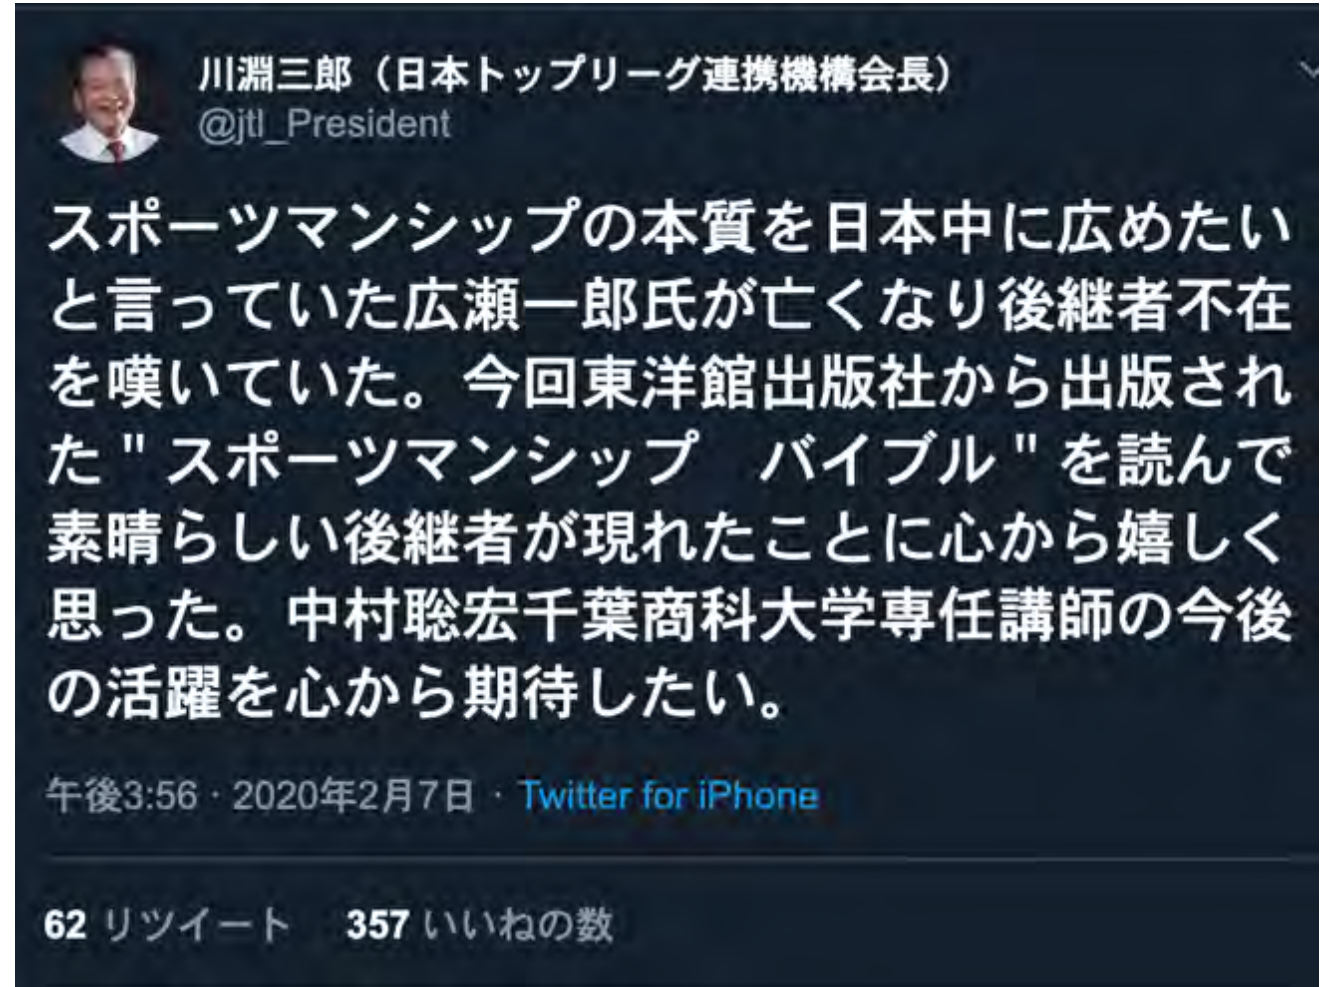 川淵三郎（日本トップリーグ連携機構会長）
@jtl_President
スポーツマンシップの本質を日本中に広めたい
と言っていた広瀬一郎氏が亡くなり後継者不在
を嘆いていた。今回東洋館出版社から出版され
た＂スポーツマンシップ　バイブル＂を読んで
素晴らしい後継者が現れたことに心から嬉しく
思った。中村聡宏千葉商科大学専任講師の今後
の活躍を心から期待したい。
午後3:56 · 2020年2月7日 · Twitter for iPhone
62 リツイート　357 いいねの数